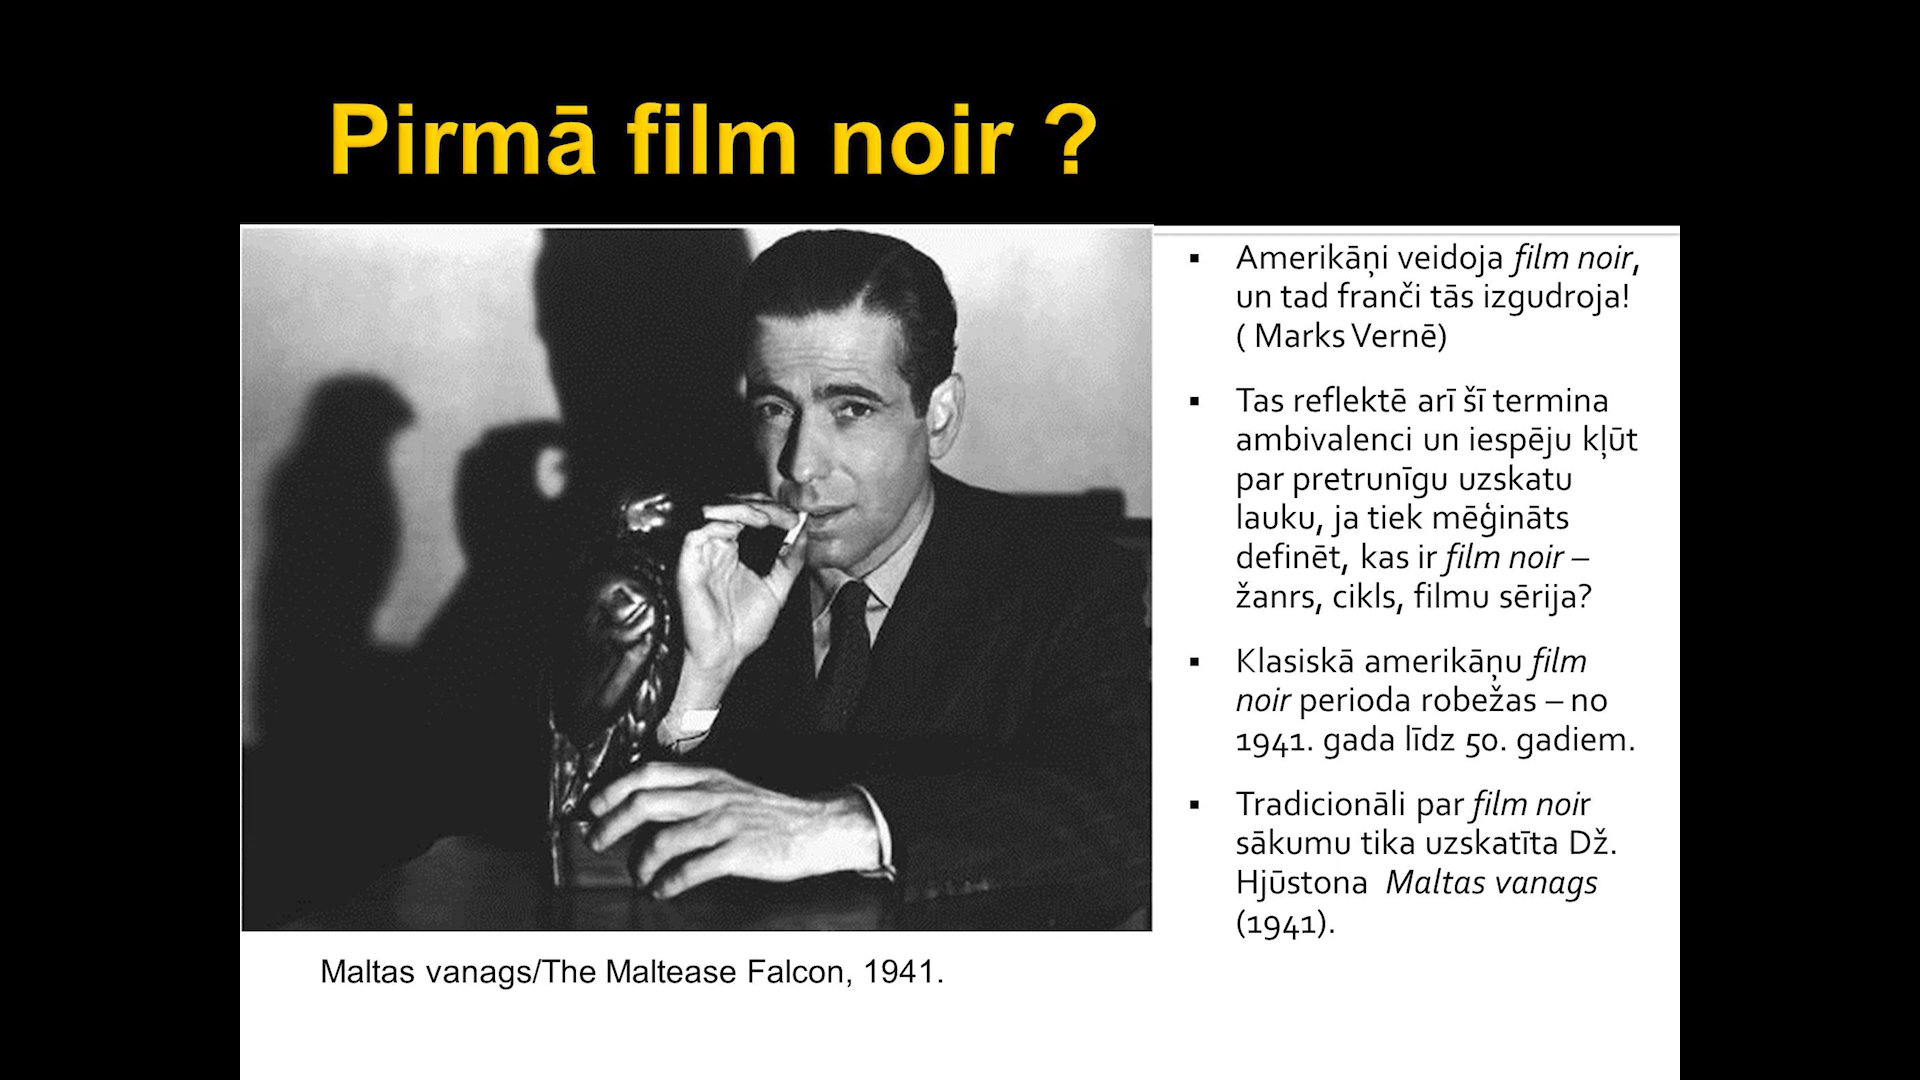 Pirmā film noir ?
Amerikāņi veidoja film noir,
un tad franči tās izgudroja!
( Marks Vernē)
Tas reflektē arī šī termina
ambivalenci un iespēju kļūt
par pretrunīgu uzskatu
lauku, ja tiek mēģināts
definēt, kas ir film noir –
žanrs, cikls, filmu sērija?
Klasiskā amerikāņu film
noir perioda robežas – no
1941. gada līdz 50. gadiem.
Tradicionāli par film noir
sākumu tika uzskatīta Dž.
Hjūstona Maltas vanags
(1941).
Maltas vanags/The Maltease Falcon, 1941.